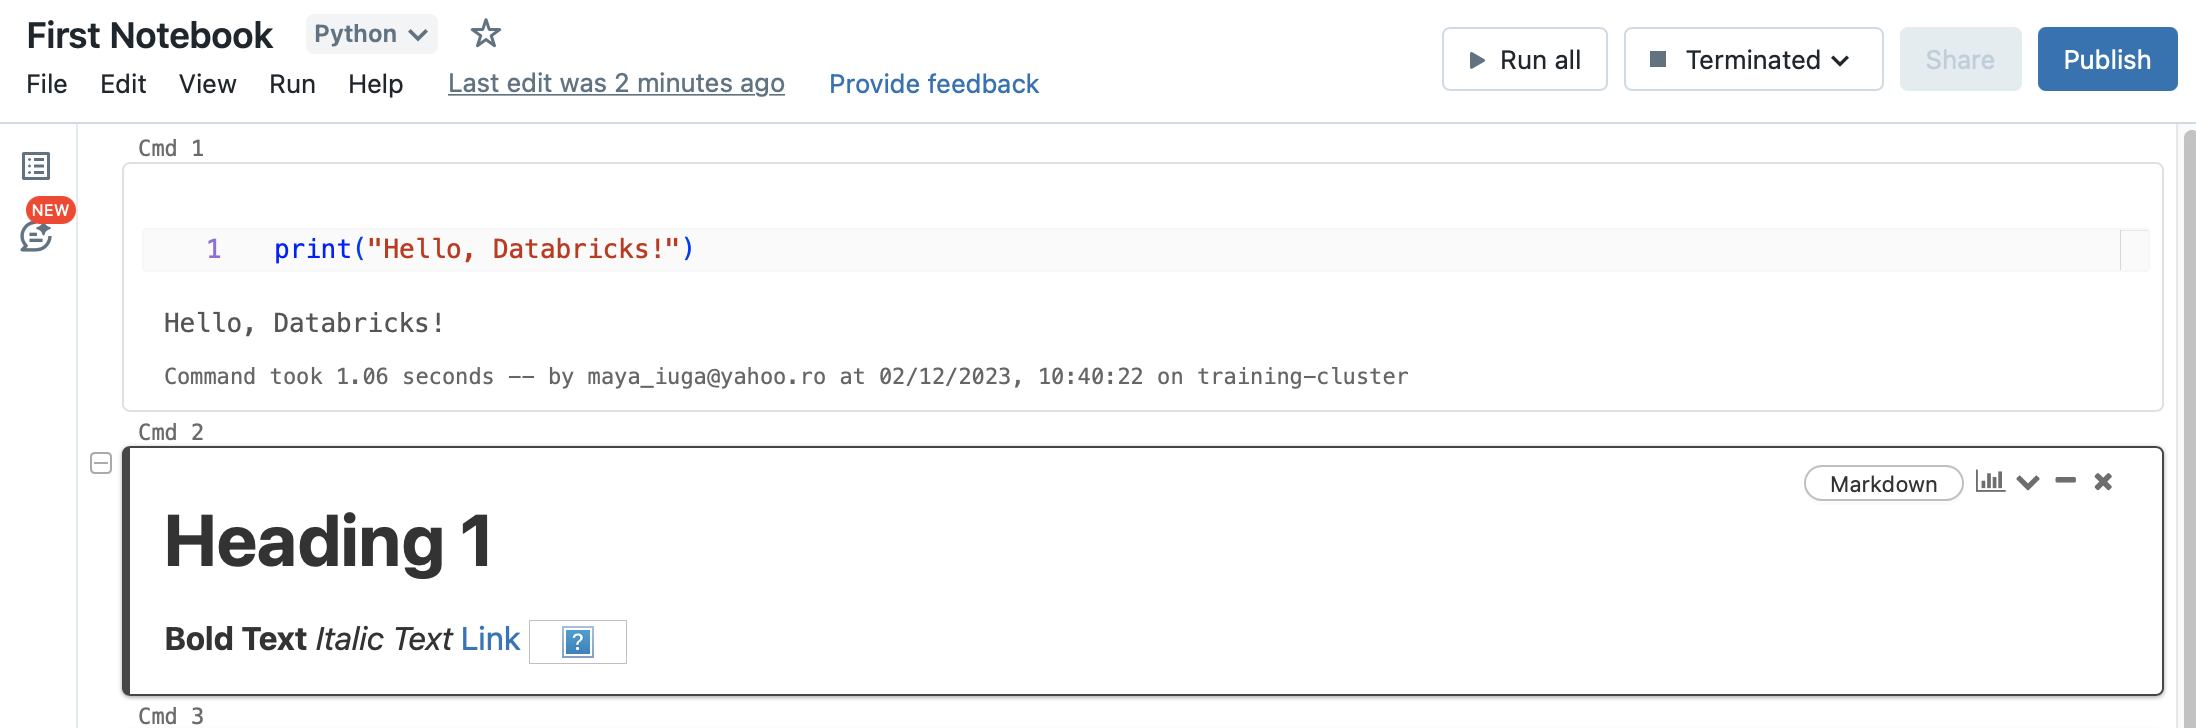 First Notebook Python
File Edit View Run Help Last edit was 2 minutes ago Provide feedback
Run all Terminated Share Publish
NEW
Cmd 1
1 print("Hello, Databricks!")
Hello, Databricks!
Command took 1.06 seconds -- by maya_iuga@yahoo.ro at 02/12/2023, 10:40:22 on training-cluster
Cmd 2
Markdown
Heading 1
Bold Text Italic Text Link ?
Cmd 3